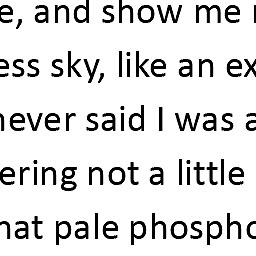 e, and show me
ess sky, like an ex
never said I was a
ering not a little
hat pale phospho